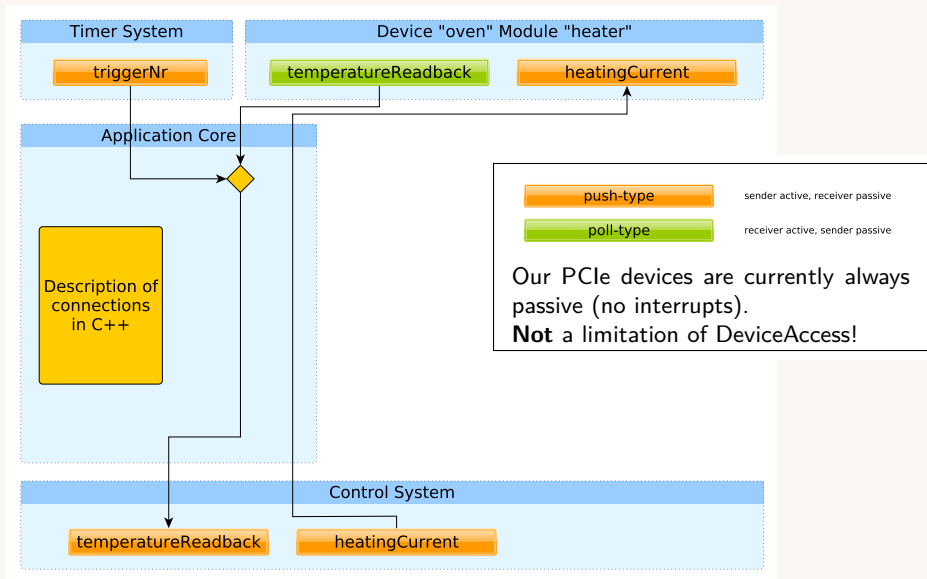 Timer System
Device "oven" Module "heater"
triggerNr
temperatureReadback
heatingCurrent
Application Core
push-type
sender active, receiver passive
poll-type
receiver active, sender passive
Our PCIe devices are currently always
passive (no interrupts).
Not a limitation of DeviceAccess!
Description of
connections
in C++
Control System
temperatureReadback
heatingCurrent